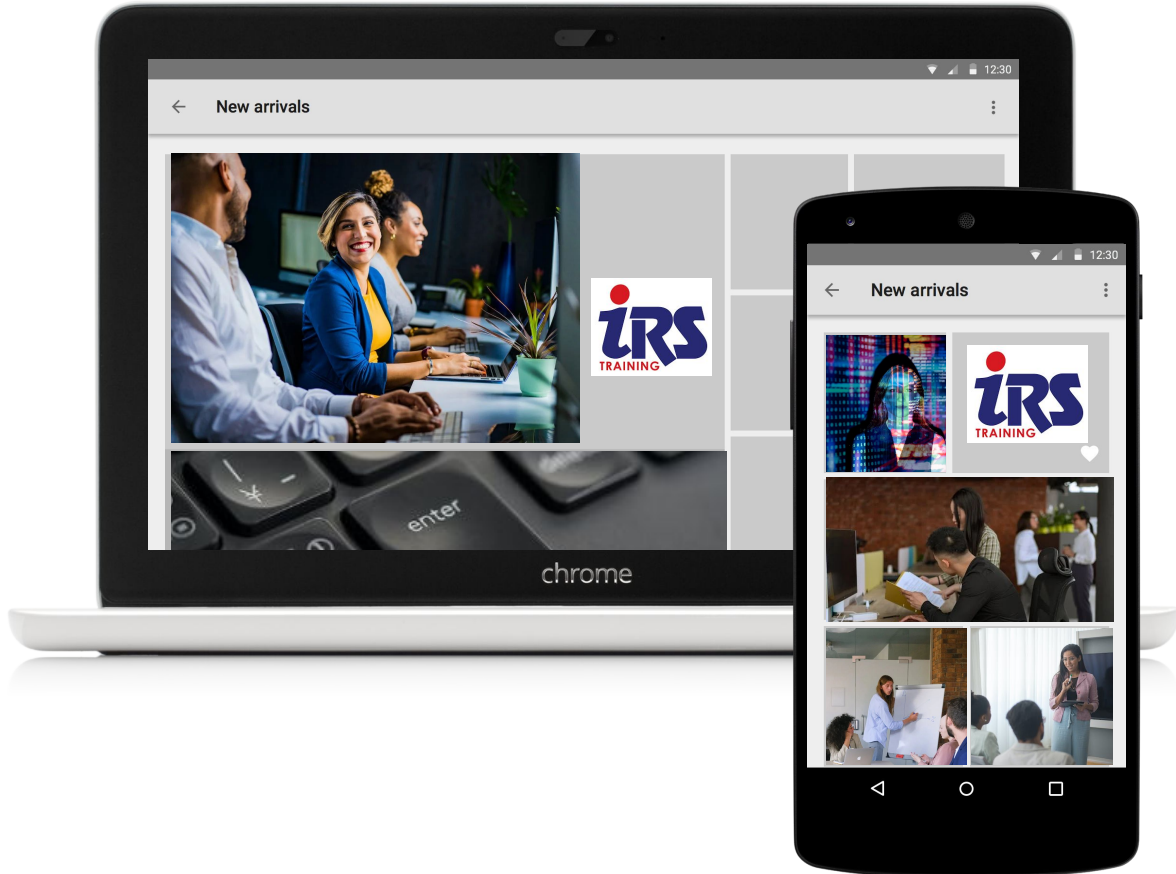 12:30
New arrivals
iRS
TRAINING
enter
chrome
12:30
New arrivals
iRS
TRAINING